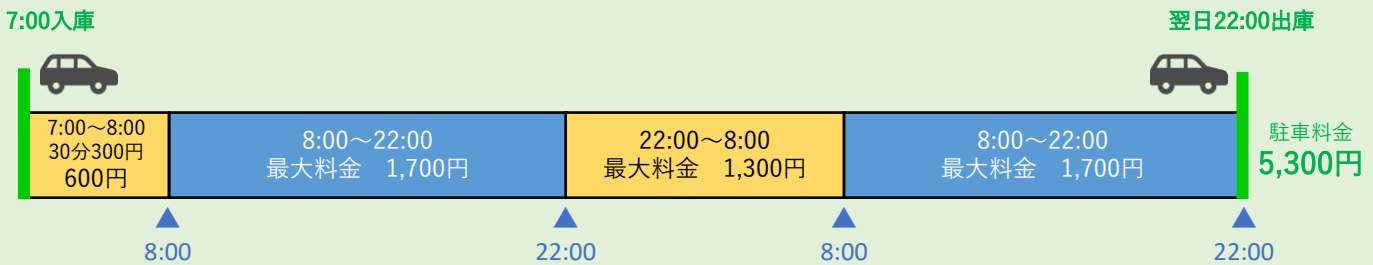 7:00入庫
翌日22:00出庫
7:00～8:00
30分300円
600円
8:00～22:00
最大料金　1,700円
22:00～8:00
最大料金　1,300円
8:00～22:00
最大料金　1,700円
駐車料金
5,300円
8:00
22:00
8:00
22:00